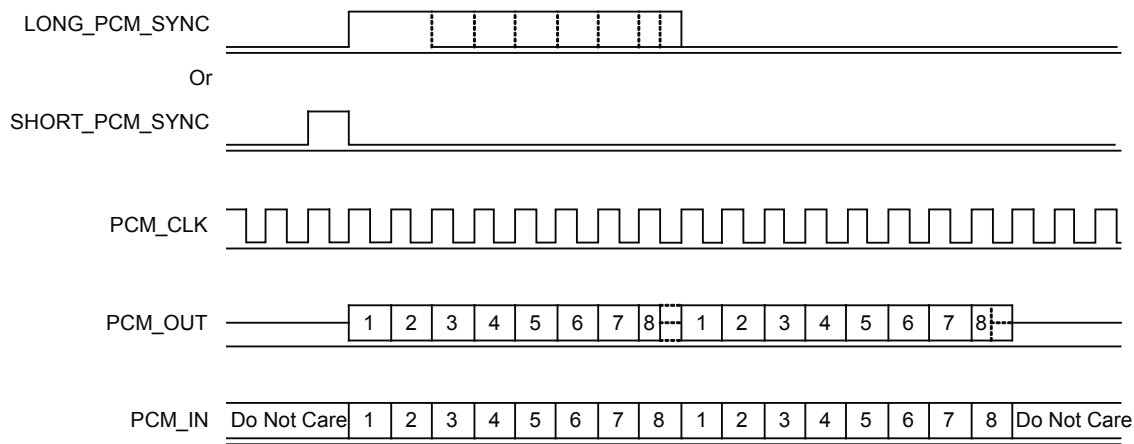 LONG_PCM_SYNC
Or
SHORT_PCM_SYNC
PCM_CLK
PCM_OUT 1 2 3 4 5 6 7 8 1 2 3 4 5 6 7 8
PCM_IN Do Not Care 1 2 3 4 5 6 7 8 1 2 3 4 5 6 7 8 Do Not Care